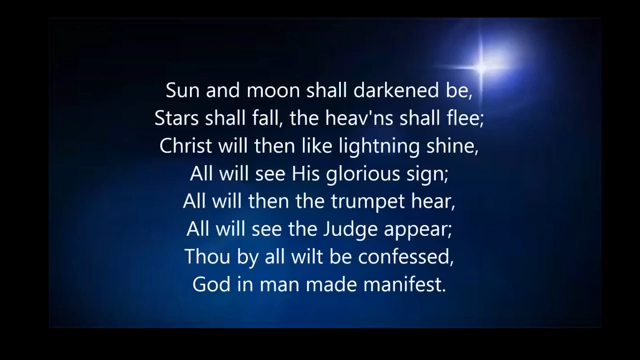 Sun and moon shall darkened be,
Stars shall fall, the heav'ns shall flee;
Christ will then like lightning shine,
All will see His glorious sign;
All will then the trumpet hear,
All will see the Judge appear;
Thou by all wilt be confessed,
God in man made manifest.